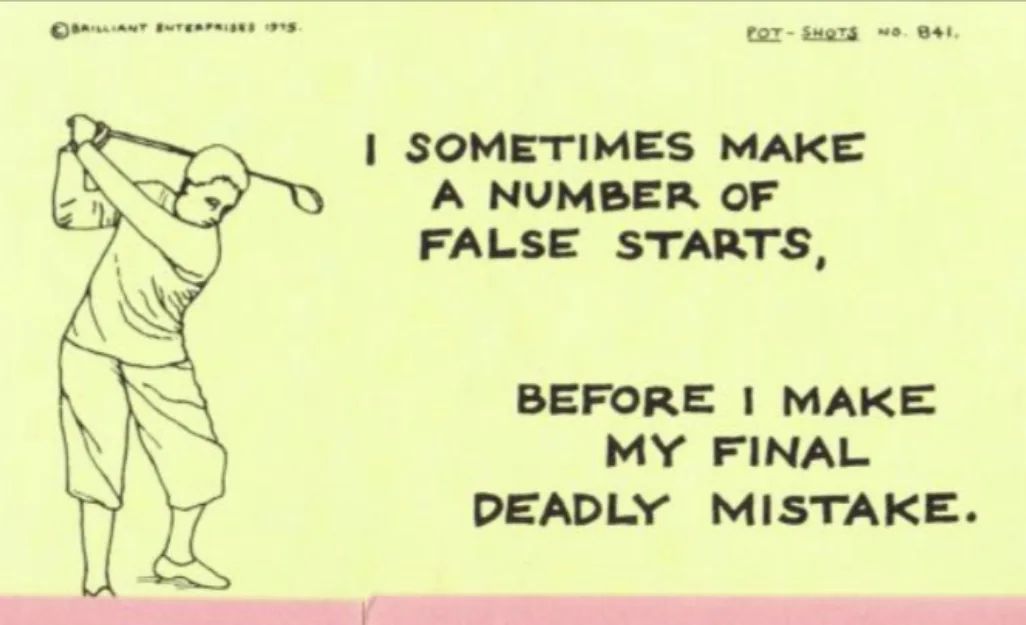 ©BRILLIANT ENTERPRISES 1975.
POT-SHOTS NO. 841.
I SOMETIMES MAKE
A NUMBER OF
FALSE STARTS,
BEFORE I MAKE
MY FINAL
DEADLY MISTAKE.